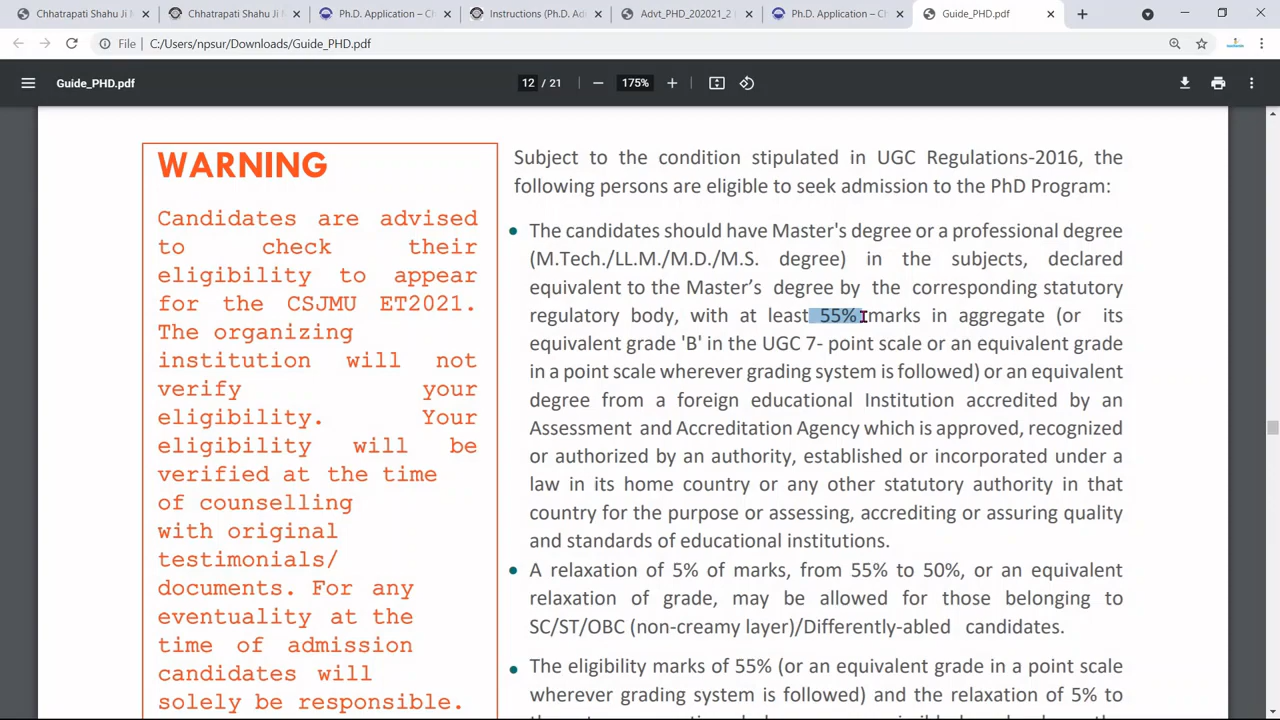 Chhatrapati Shahu Ji M
Chhatrapati Shahu Ji M
Ph.D. Application – Ch
Instructions (Ph.D. Adm
Advt_PHD_202021_2
Ph.D. Application – Ch
Guide_PHD.pdf
File
C:/Users/npsur/Downloads/Guide_PHD.pdf
Guide_PHD.pdf
12 / 21
175%
WARNING
Candidates are advised
to check their
eligibility to appear
for the CSJMU ET2021.
The organizing
institution will not
verify your
eligibility. Your
eligibility will be
verified at the time
of counselling
with original
testimonials/
documents. For any
eventuality at the
time of admission
candidates will
solely be responsible.
Subject to the condition stipulated in UGC Regulations-2016, the
following persons are eligible to seek admission to the PhD Program:
• The candidates should have Master's degree or a professional degree
(M.Tech./LL.M./M.D./M.S. degree) in the subjects, declared
equivalent to the Master’s degree by the corresponding statutory
regulatory body, with at least 55% marks in aggregate (or its
equivalent grade 'B' in the UGC 7- point scale or an equivalent grade
in a point scale wherever grading system is followed) or an equivalent
degree from a foreign educational Institution accredited by an
Assessment and Accreditation Agency which is approved, recognized
or authorized by an authority, established or incorporated under a
law in its home country or any other statutory authority in that
country for the purpose or assessing, accrediting or assuring quality
and standards of educational institutions.
• A relaxation of 5% of marks, from 55% to 50%, or an equivalent
relaxation of grade, may be allowed for those belonging to
SC/ST/OBC (non-creamy layer)/Differently-abled candidates.
• The eligibility marks of 55% (or an equivalent grade in a point scale
wherever grading system is followed) and the relaxation of 5% to